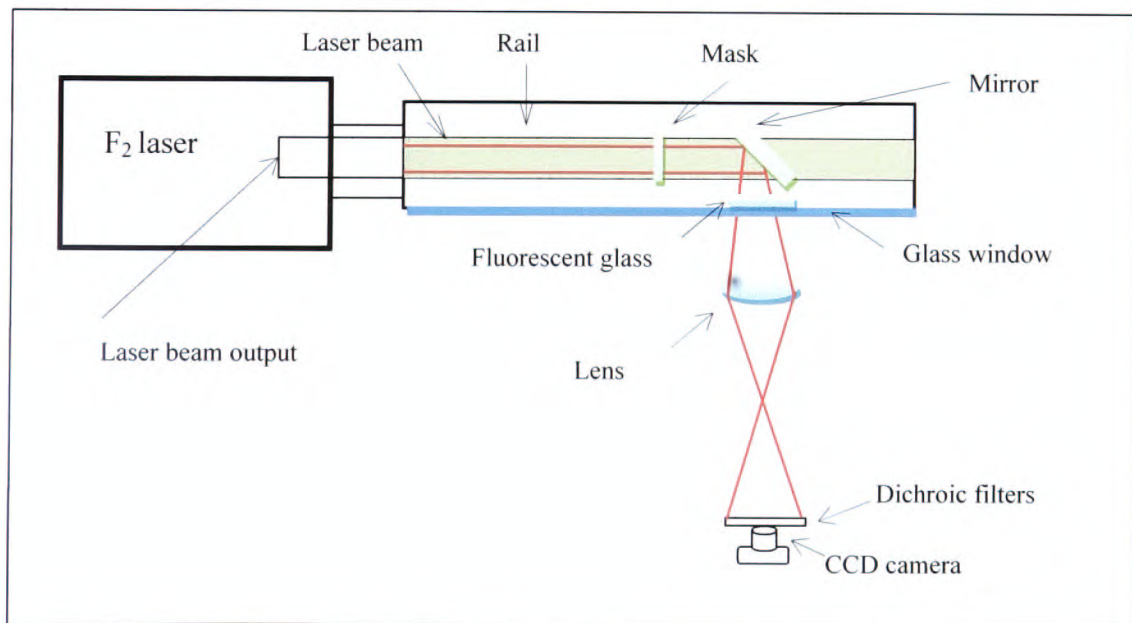 Laser beam
Rail
Mask
Mirror
F₂ laser
Fluorescent glass
Glass window
Laser beam output
Lens
Dichroic filters
CCD camera